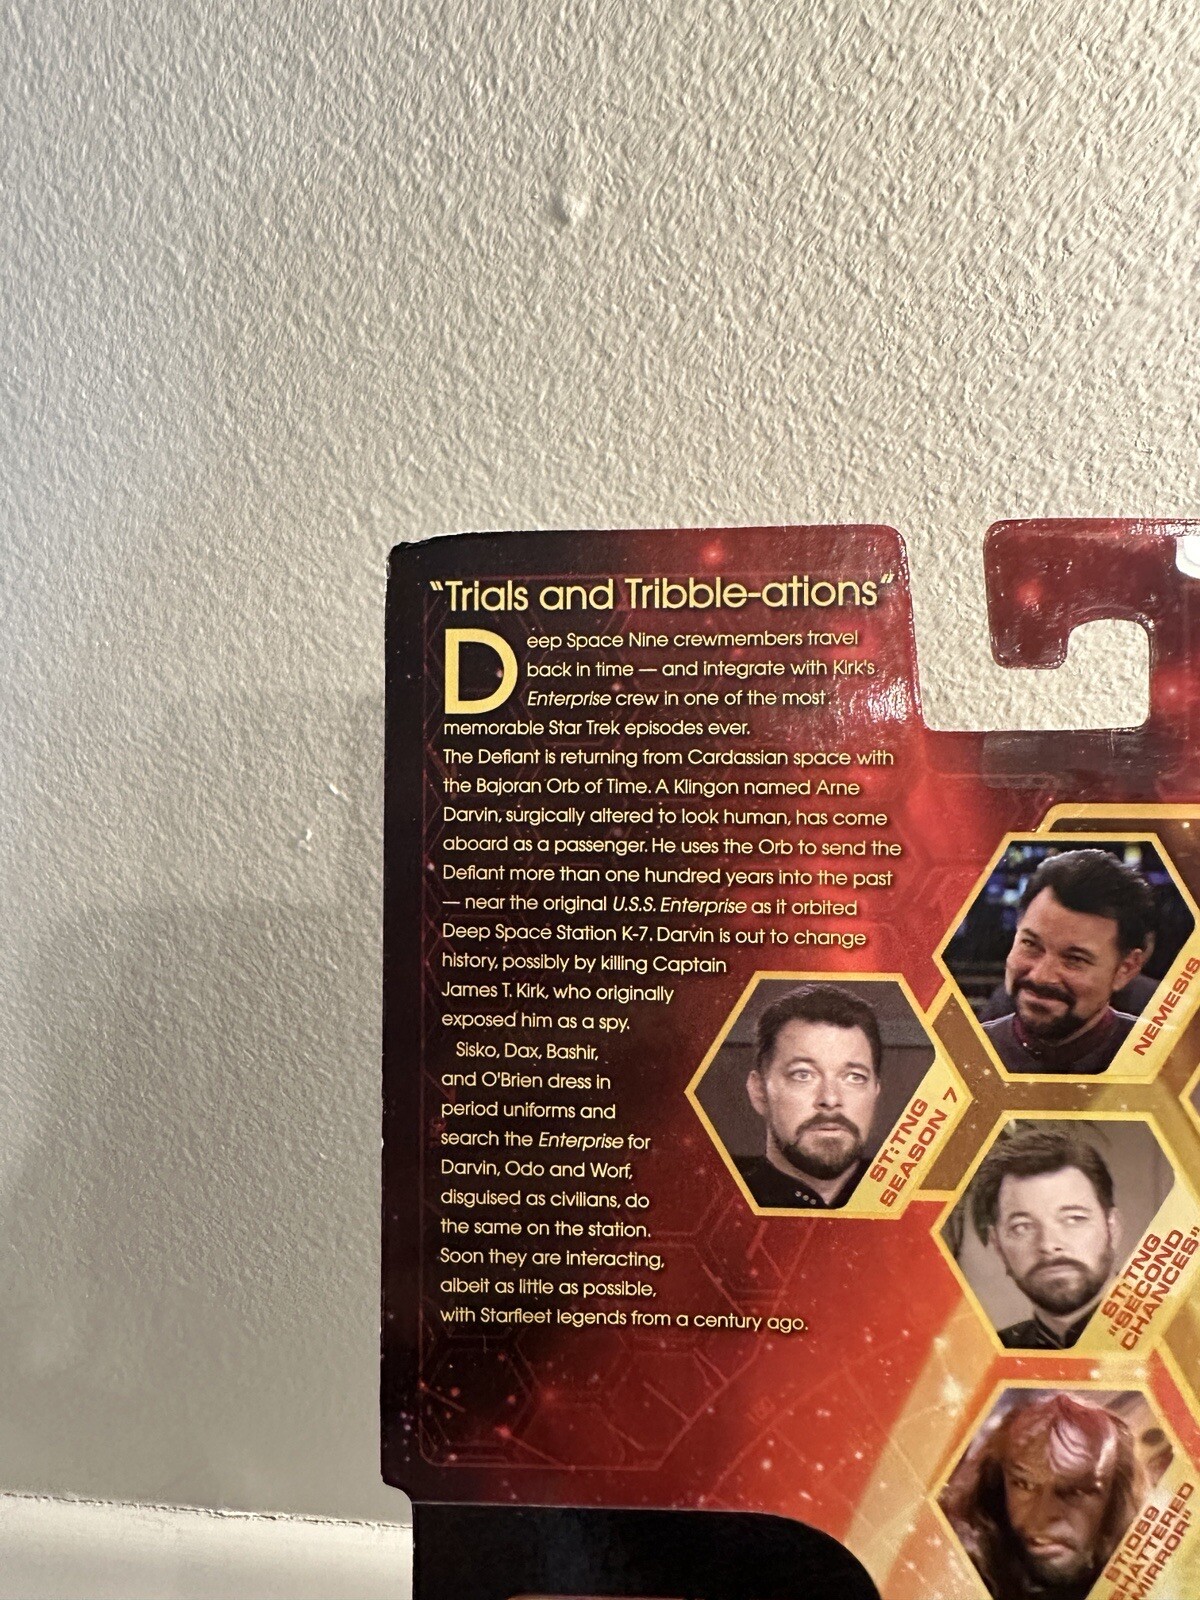 "Trials and Tribble-ations"
Deep Space Nine crewmembers travel
back in time — and integrate with Kirk's
Enterprise crew in one of the most
memorable Star Trek episodes ever.
The Defiant is returning from Cardassian space with
the Bajoran Orb of Time. A Klingon named Arne
Darvin, surgically altered to look human, has come
aboard as a passenger. He uses the Orb to send the
Defiant more than one hundred years into the past
— near the original U.S.S. Enterprise as it orbited
Deep Space Station K-7. Darvin is out to change
history, possibly by killing Captain
James T. Kirk, who originally
exposed him as a spy.
Sisko, Dax, Bashir,
and O'Brien dress in
period uniforms and
search the Enterprise for
Darvin, Odo and Worf,
disguised as civilians, do
the same on the station.
Soon they are interacting,
albeit as little as possible,
with Starfleet legends from a century ago.
NEMESIS
ST:TNG
SEASON 7
ST:TNG
"SECOND
CHANCES"
ST:DS9
SHATTERED
MIRROR"